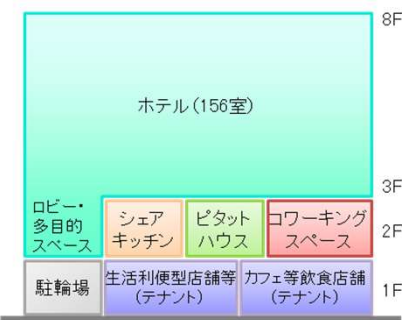 8F
ホテル(156室)
3F
ロビー・
多目的
スペース
シェア
キッチン
ピタット
ハウス
コワーキング
スペース
2F
駐輪場
生活利便型店舗等
(テナント)
カフェ等飲食店舗
(テナント)
1F